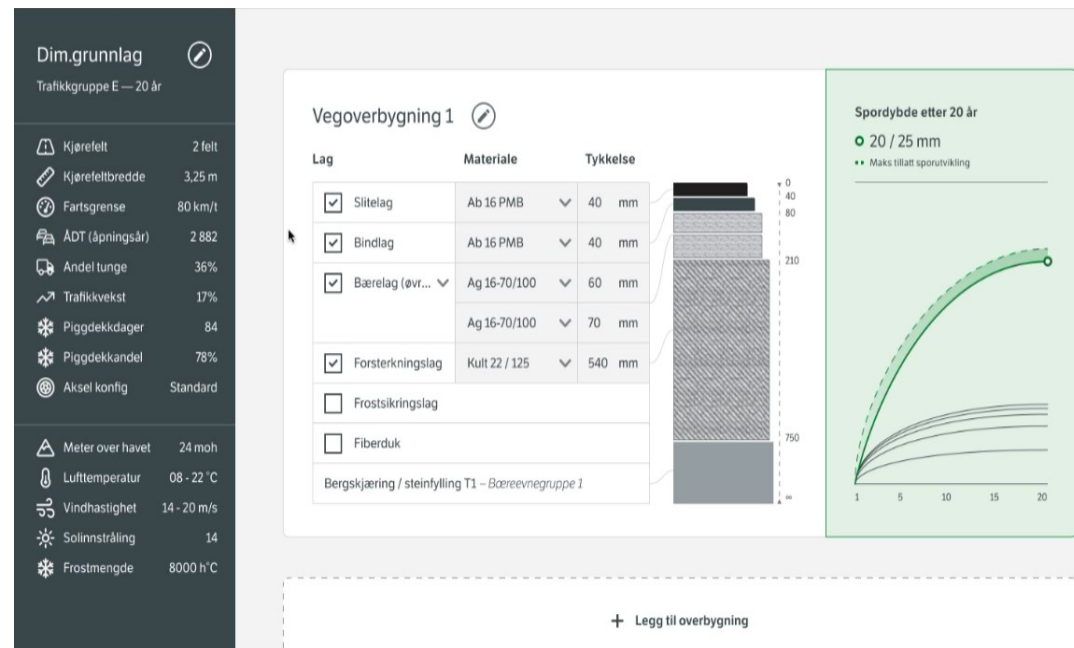 Dim.grunnlag
Trafikkgruppe E — 20 år
Kjørefelt 2 felt
Kjørefeltbredde 3,25 m
Fartsgrense 80 km/t
ÅDT (åpningsår) 2 882
Andel tunge 36%
Trafikkvekst 17%
Piggdekkdager 84
Piggdekkandel 78%
Aksel konfig Standard
Meter over havet 24 moh
Lufttemperatur 08 - 22 °C
Vindhastighet 14 - 20 m/s
Solinnstråling 14
Frostmengde 8000 h°C
Vegoverbygning 1
Lag Materiale Tykkelse
Slitelag Ab 16 PMB 40 mm
Bindlag Ab 16 PMB 40 mm
Bærelag (øvr... Ag 16-70/100 60 mm
Ag 16-70/100 70 mm
Forsterkningslag Kult 22 / 125 540 mm
Frostsikringslag
Fiberduk
Bergskjæring / steinfylling T1 – Bæreevnegruppe 1
0
40
80
210
750
∞
Spordybde etter 20 år
20 / 25 mm
Maks tillatt sporutvikling
1 5 10 15 20
+ Legg til overbygning